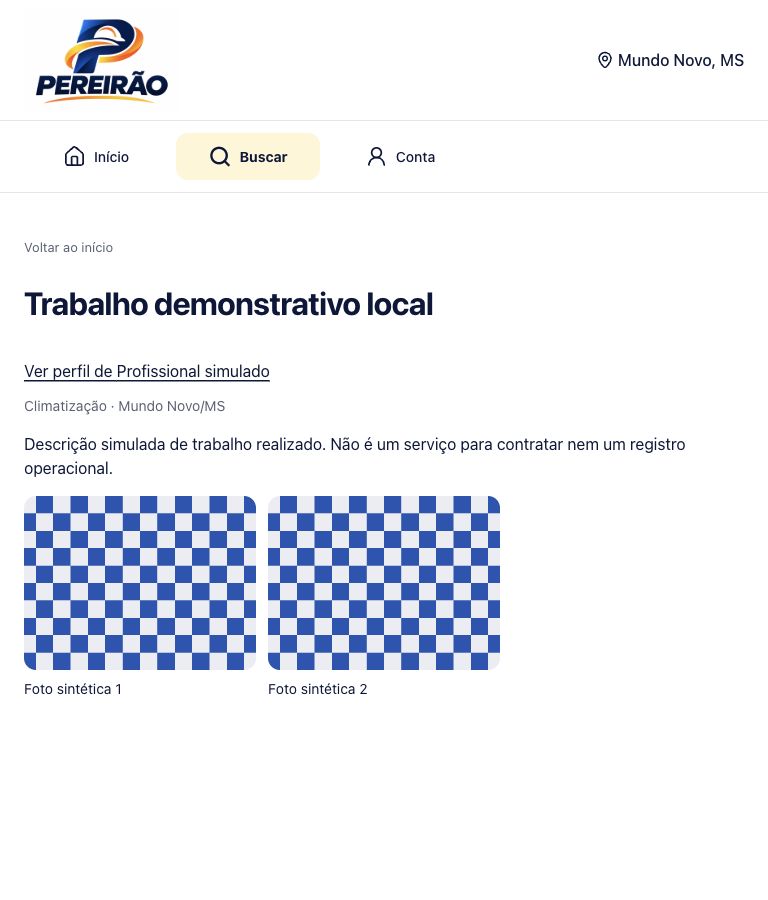 PEREIRÃO
Mundo Novo, MS
Início
Buscar
Conta
Voltar ao início
Trabalho demonstrativo local
Ver perfil de Profissional simulado
Climatização · Mundo Novo/MS
Descrição simulada de trabalho realizado. Não é um serviço para contratar nem um registro
operacional.
Foto sintética 1
Foto sintética 2